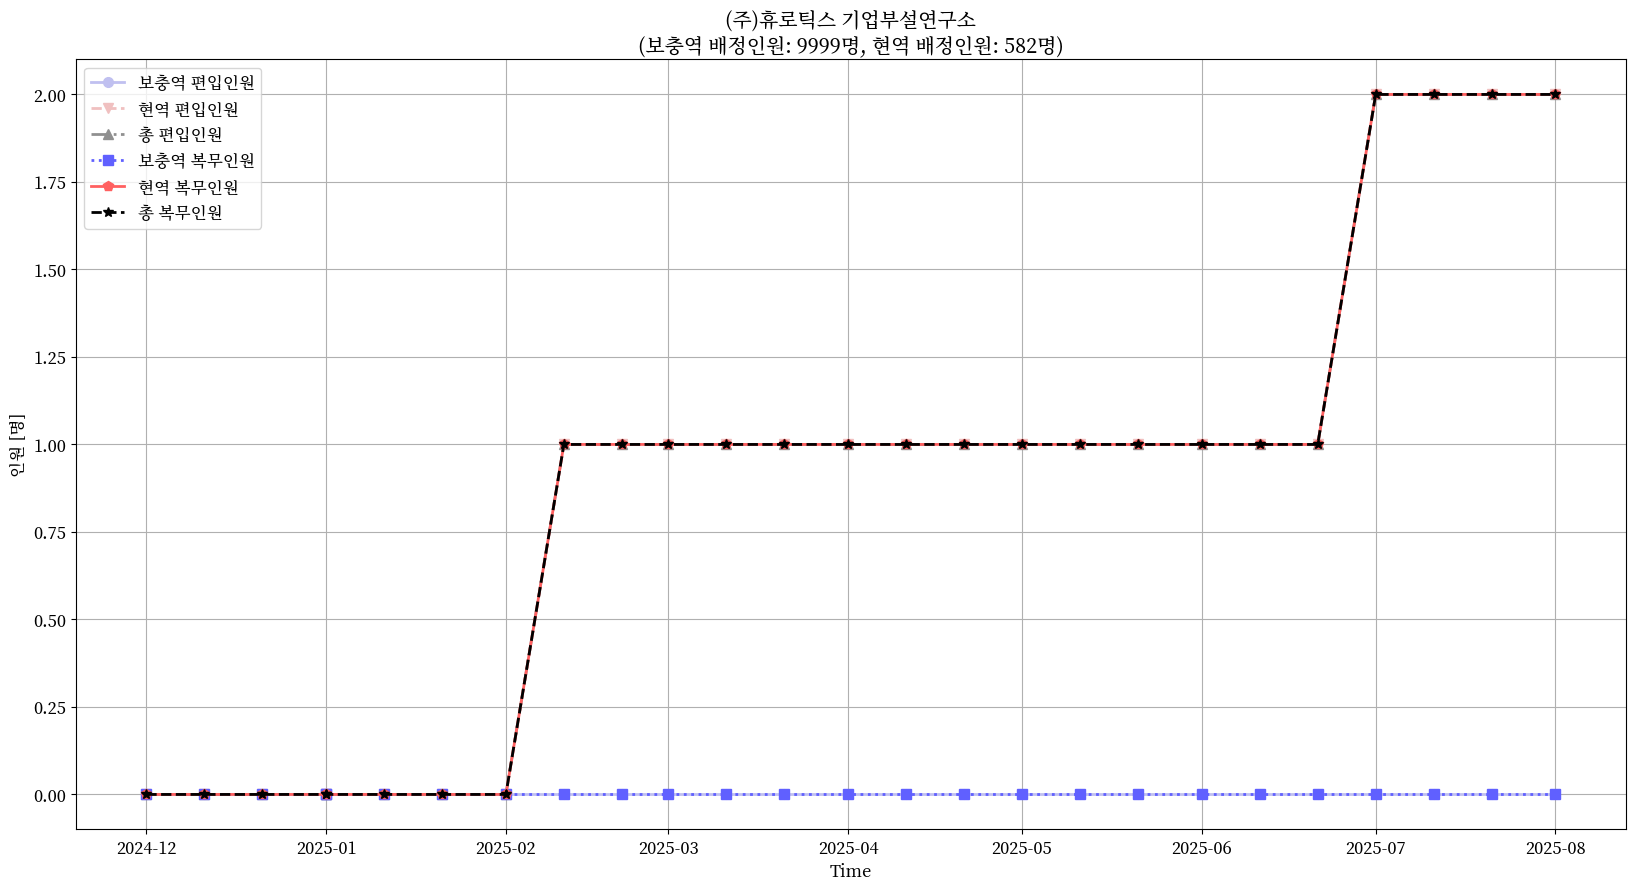 (주)휴로틱스 기업부설연구소
(보충역 배정인원: 9999명, 현역 배정인원: 582명)
보충역 편입인원
현역 편입인원
총 편입인원
보충역 복무인원
현역 복무인원
총 복무인원
2.00
1.75
1.50
1.25
1.00
0.75
0.50
0.25
0.00
인원 [명]
2024-12
2025-01
2025-02
2025-03
2025-04
2025-05
2025-06
2025-07
2025-08
Time